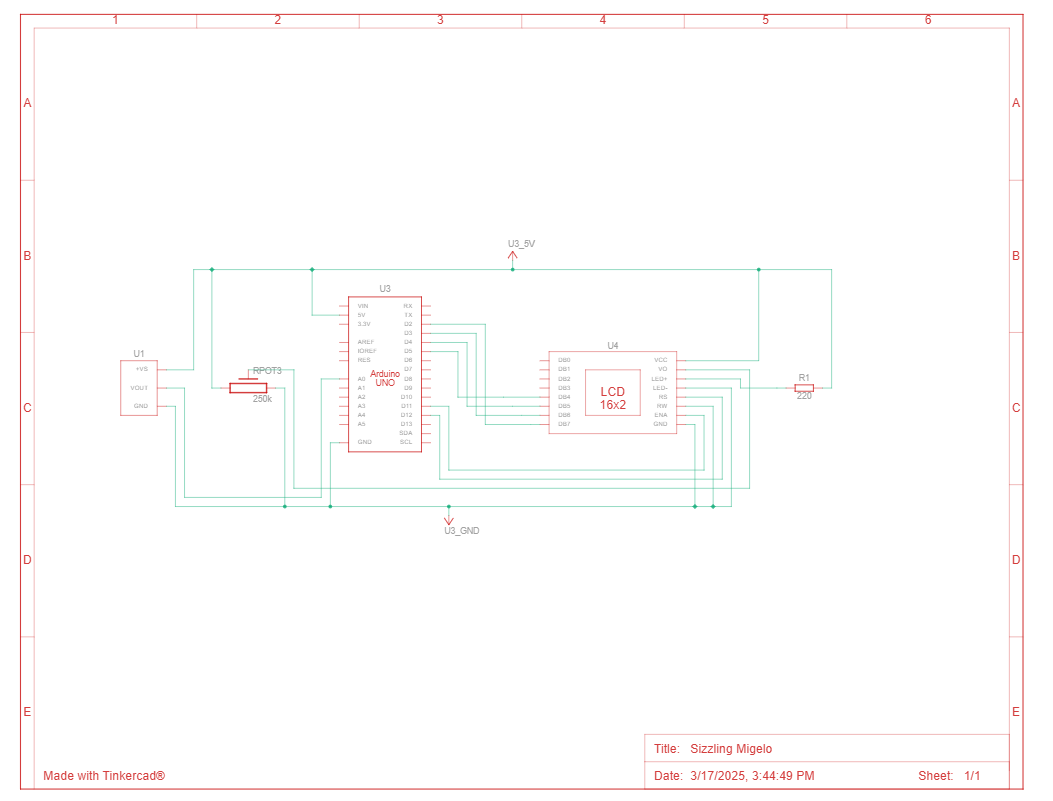 1 2 3 4 5 6
A A
U3_5V
B B
U3
VIN RX
5V TX
3.3V D2
D3
AREF D4
IOREF D5
RES D6
D7
A0 D8
A1 D9
A2 D10
A3 D11
A4 D12
A5 D13
SDA
GND SCL
Arduino
UNO
U1
+VS
VOUT
GND
RPOT3
250k
U4
DB0 VCC
DB1 VO
DB2 LED+
DB3 LED-
DB4 RS
DB5 RW
DB6 ENA
DB7 GND
LCD
16x2
R1
220
C C
U3_GND
D D
E E
Title: Sizzling Migelo
Made with Tinkercad®
Date: 3/17/2025, 3:44:49 PM Sheet: 1/1